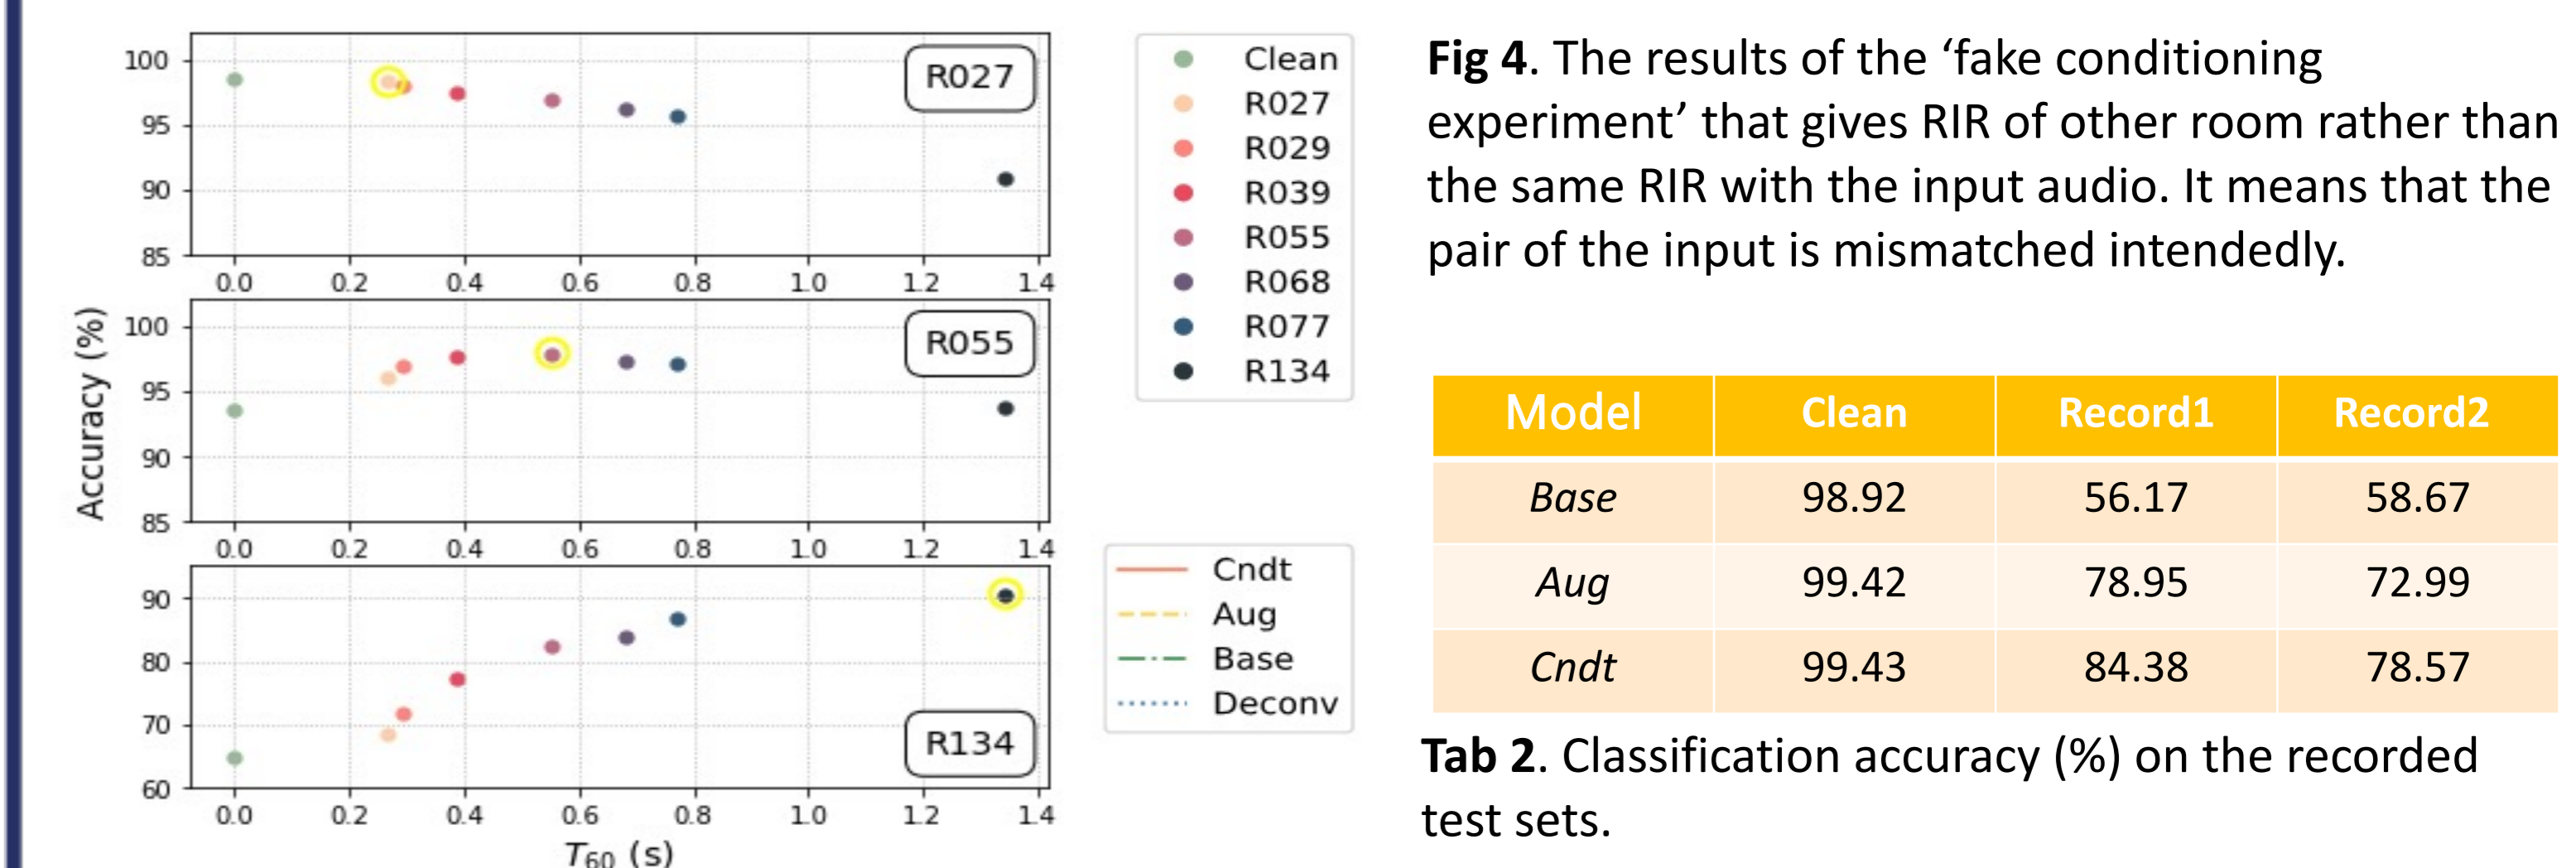 100
95
90
85
R027
0.0 0.2 0.4 0.6 0.8 1.0 1.2 1.4
Accuracy (%)
100
95
90
85
R055
0.0 0.2 0.4 0.6 0.8 1.0 1.2 1.4
90
80
70
60
R134
0.0 0.2 0.4 0.6 0.8 1.0 1.2 1.4
T60 (s)
Clean
R027
R029
R039
R055
R068
R077
R134
Cndt
Aug
Base
Deconv
Fig 4. The results of the ‘fake conditioning
experiment’ that gives RIR of other room rather than
the same RIR with the input audio. It means that the
pair of the input is mismatched intendedly.
Model Clean Record1 Record2
Base 98.92 56.17 58.67
Aug 99.42 78.95 72.99
Cndt 99.43 84.38 78.57
Tab 2. Classification accuracy (%) on the recorded
test sets.